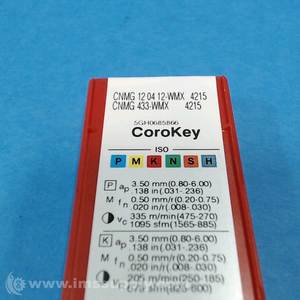 CNMG 12 04 12-WMX 4215
CNMG 433-WMX 4215
5GH0685866
CoroKey
ISO
P M K N S H
P ap 3.50 mm(0.80-6.00)
.138 in(.031-.236)
M fn 0.50 mm/r(0.20-0.75)
.020 in/r(.008-.030)
vc 335 m/min(475-270)
1095 sfm(1565-885)
K ap 3.50 mm(0.80-6.00)
.138 in(.031-.236)
M fn 0.50 mm/r(0.20-0.75)
.020 in/r(.008-.030)
205 m/min(250-185)